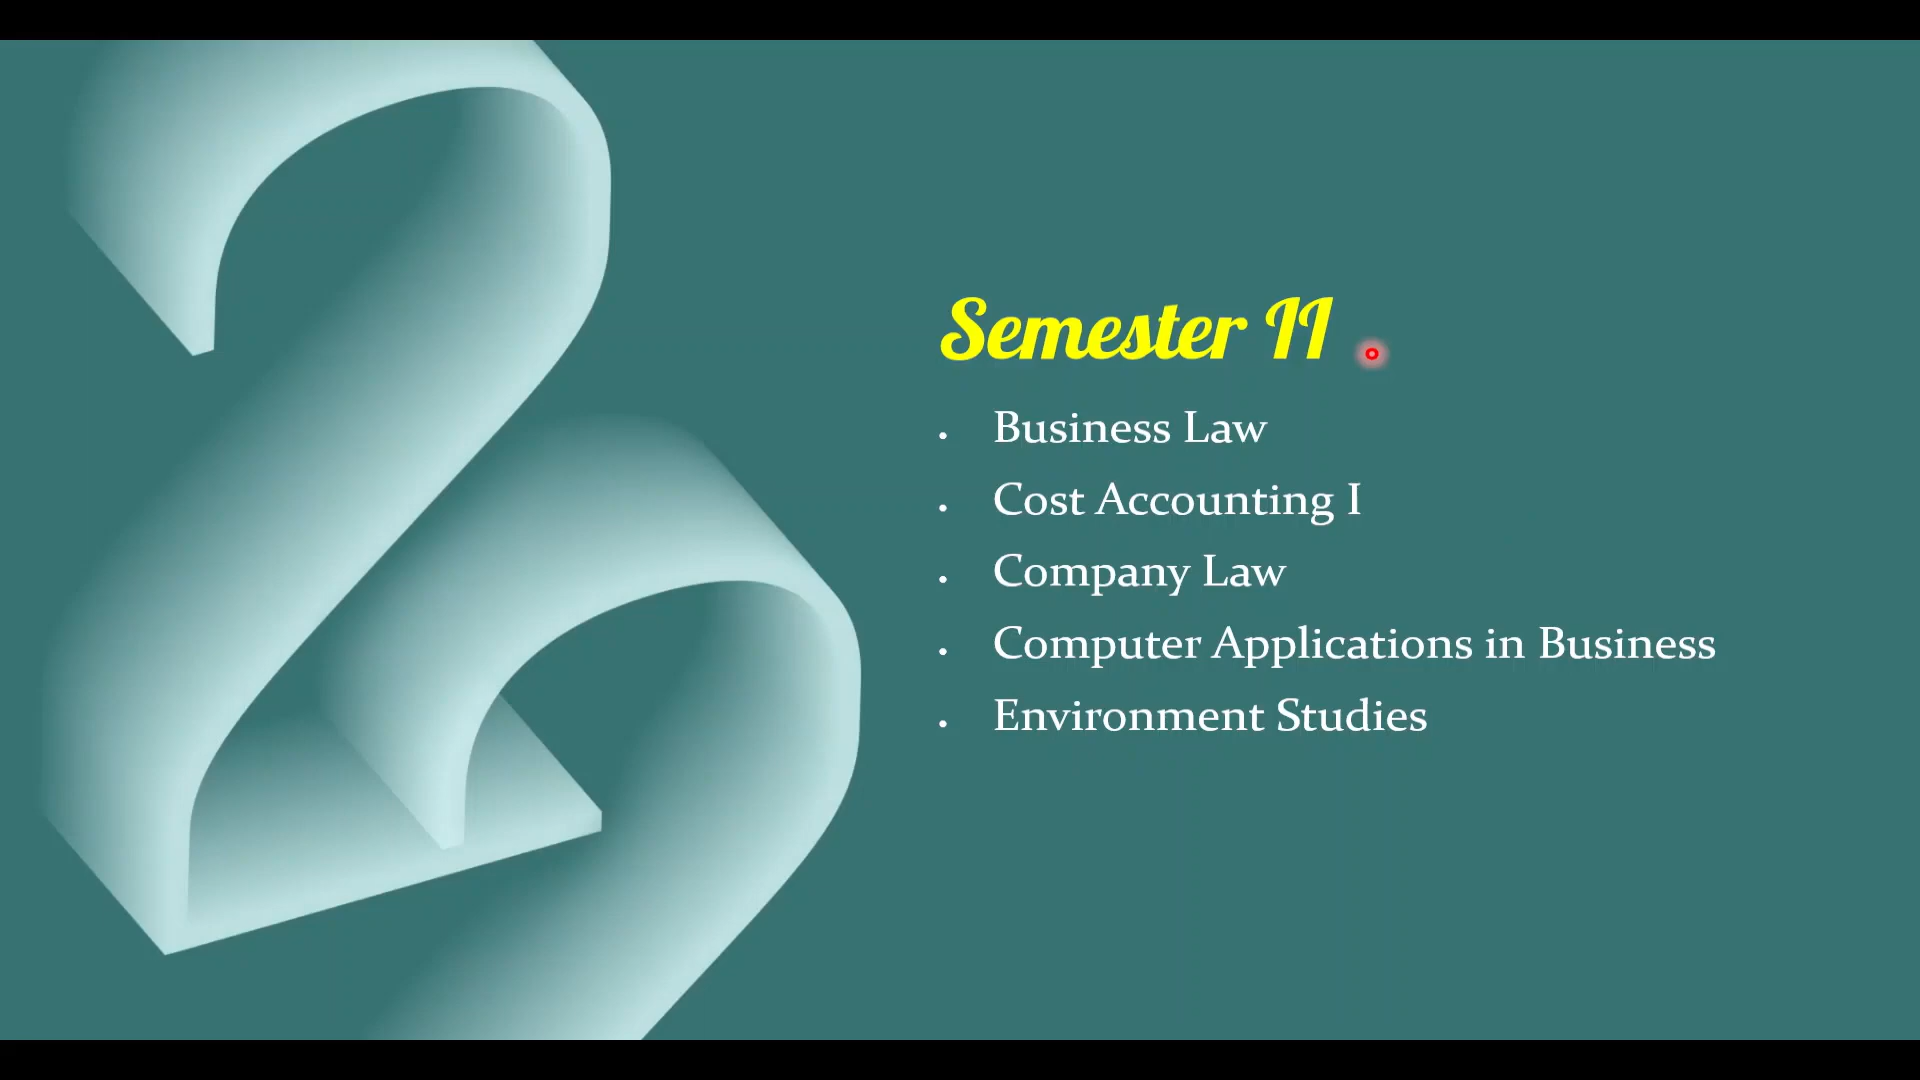 Semester II
• Business Law
• Cost Accounting I
• Company Law
• Computer Applications in Business
• Environment Studies